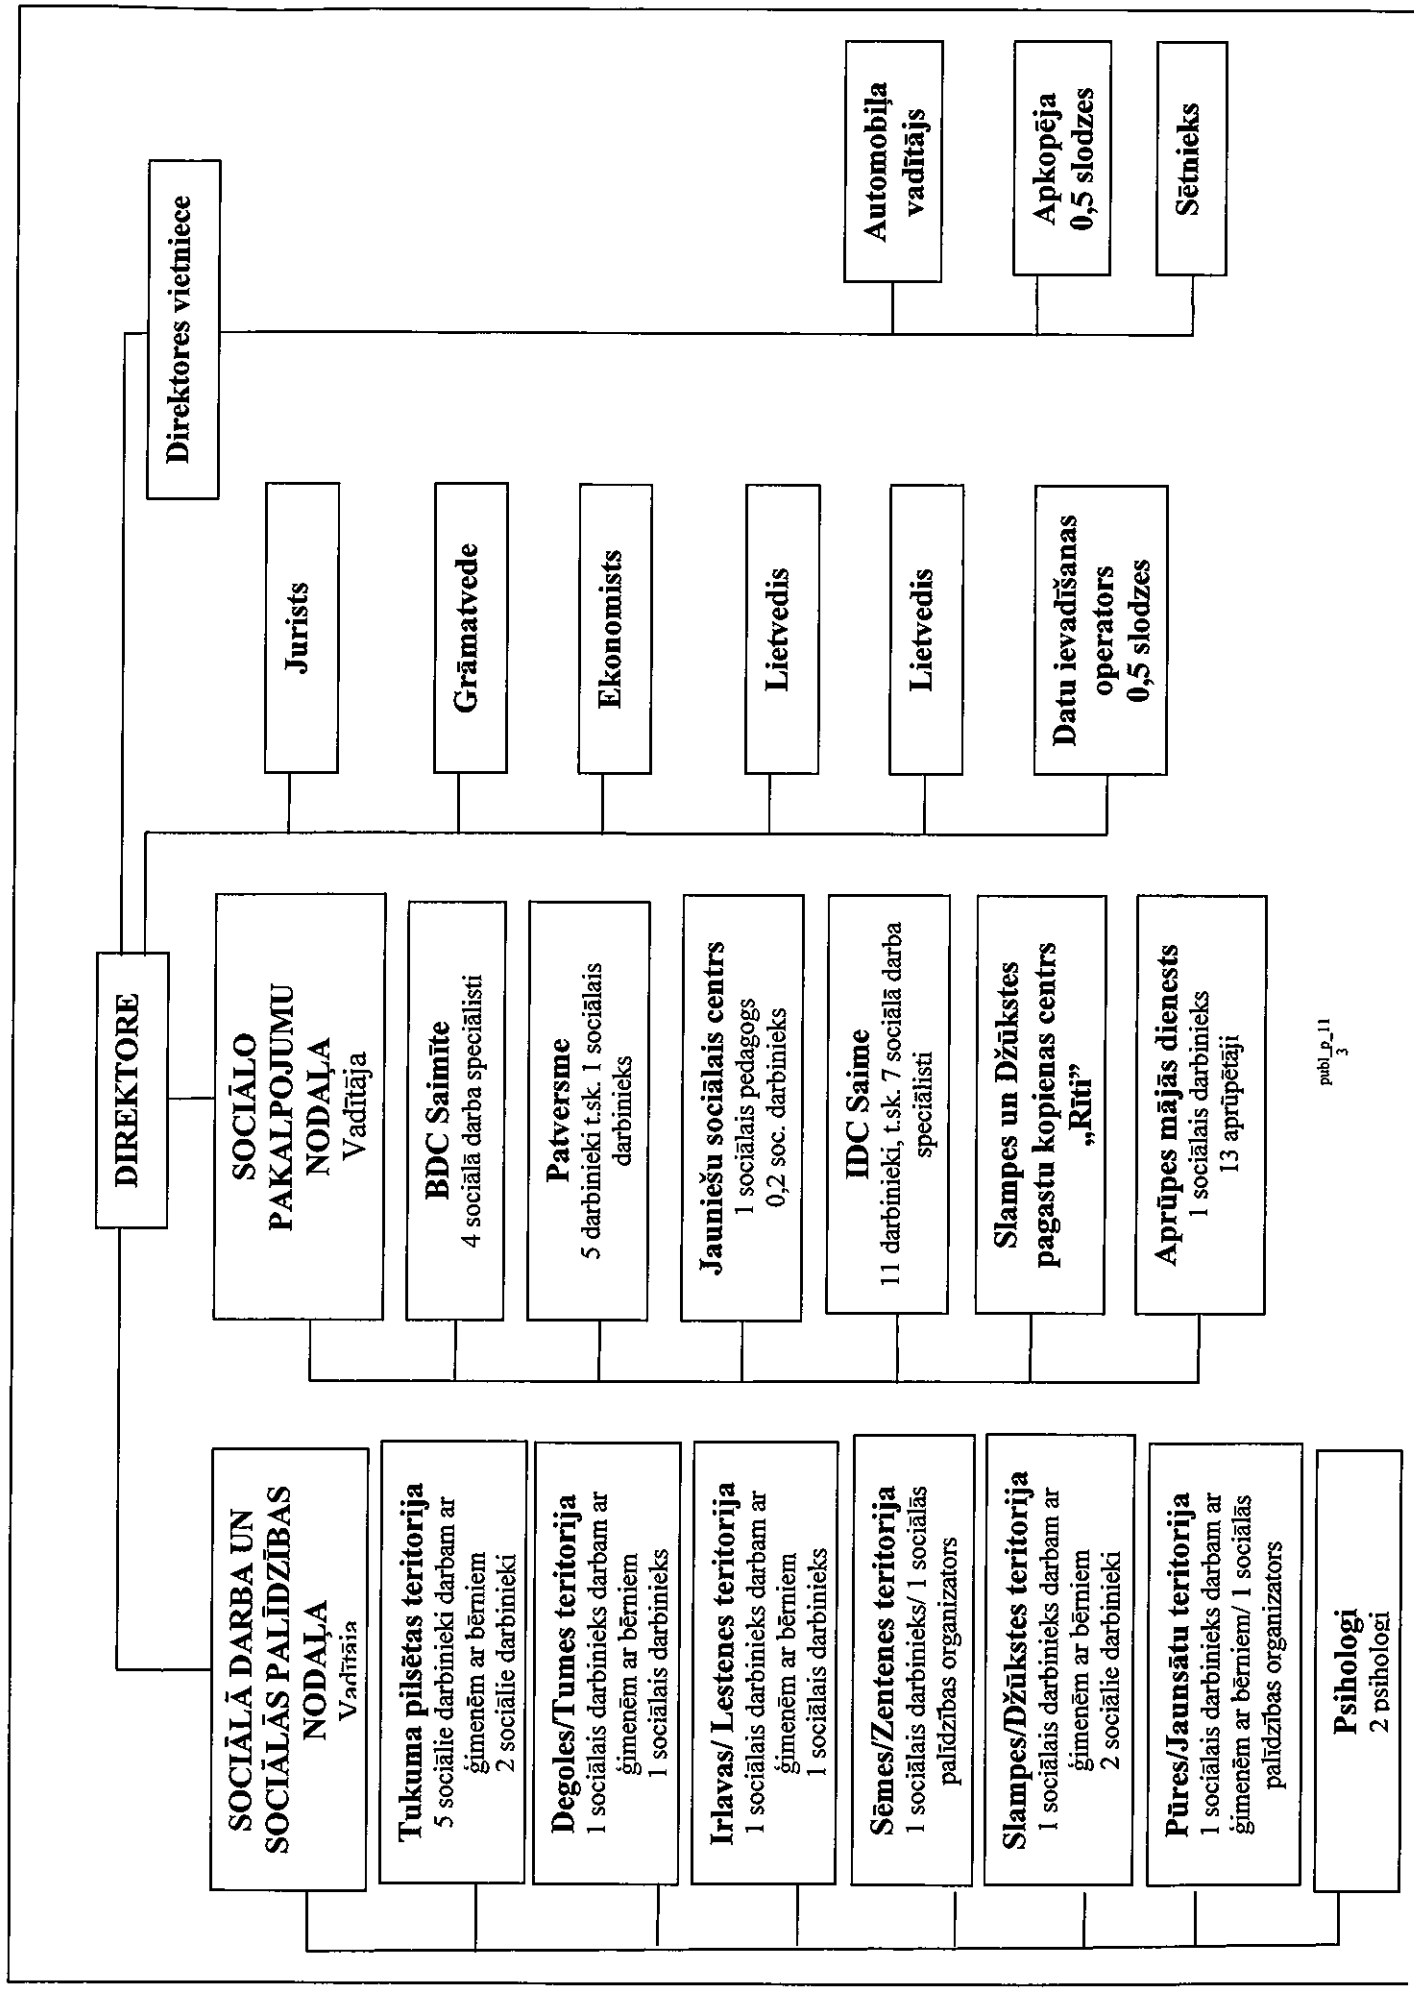 DIREKTORE
Direktores vietniece
SOCIĀLĀ DARBA UN
SOCIĀLĀS PALĪDZĪBAS
NODAĻA
Vadītāja
Tukuma pilsētas teritorija
5 sociālie darbinieki darbam ar
ģimenēm ar bērniem
2 sociālie darbinieki
Degoles/Tumes teritorija
1 sociālais darbinieks darbam ar
ģimenēm ar bērniem
1 sociālais darbinieks
Irlavas/ Lestenes teritorija
1 sociālais darbinieks darbam ar
ģimenēm ar bērniem
1 sociālais darbinieks
Sēmes/Zentenes teritorija
1 sociālais darbinieks/ 1 sociālās
palīdzības organizators
Slampes/Džūkstes teritorija
1 sociālais darbinieks darbam ar
ģimenēm ar bērniem
2 sociālie darbinieki
Pūres/Jaunsātu teritorija
1 sociālais darbinieks darbam ar
ģimenēm ar bērniem/ 1 sociālās
palīdzības organizators
Psihologi
2 psihologi
SOCIĀLO
PAKALPOJUMU
NODAĻA
Vadītāja
BDC Saimīte
4 sociālā darba speciālisti
Patversme
5 darbinieki t.sk. 1 sociālais
darbinieks
Jauniešu sociālais centrs
1 sociālais pedagogs
0,2 soc. darbinieks
IDC Saime
11 darbinieki, t.sk. 7 sociālā darba
speciālisti
Slampes un Džūkstes
pagastu kopienas centrs
„Rīti”
Aprūpes mājās dienests
1 sociālais darbinieks
13 aprūpētāji
Jurists
Grāmatvede
Ekonomists
Lietvedis
Lietvedis
Datu ievadīšanas
operators
0,5 slodzes
Automobiļa
vadītājs
Apkopēja
0,5 slodzes
Sētnieks
publ_p_11
3